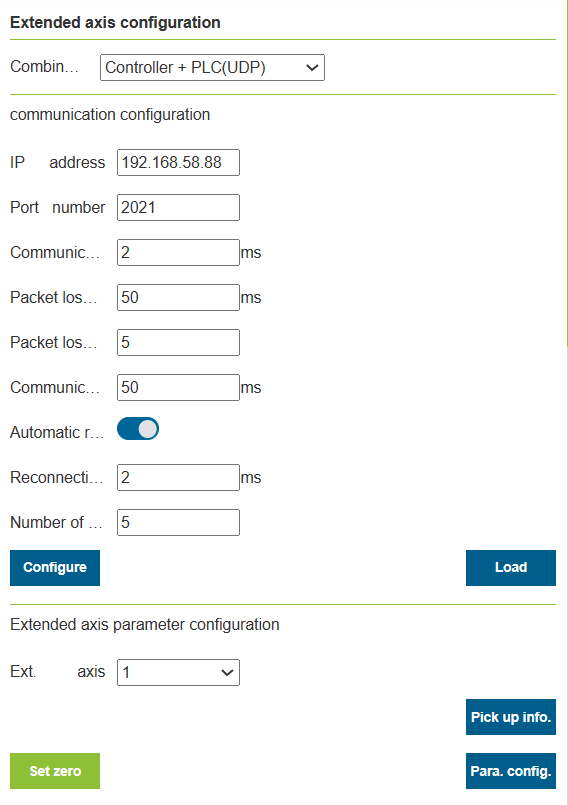 Extended axis configuration
Combin... Controller + PLC(UDP)
communication configuration
IP address 192.168.58.88
Port number 2021
Communic... 2 ms
Packet los... 50 ms
Packet los... 5
Communic... 50 ms
Automatic r...
Reconnecti... 2 ms
Number of ... 5
Configure Load
Extended axis parameter configuration
Ext. axis 1
Pick up info.
Set zero Para. config.